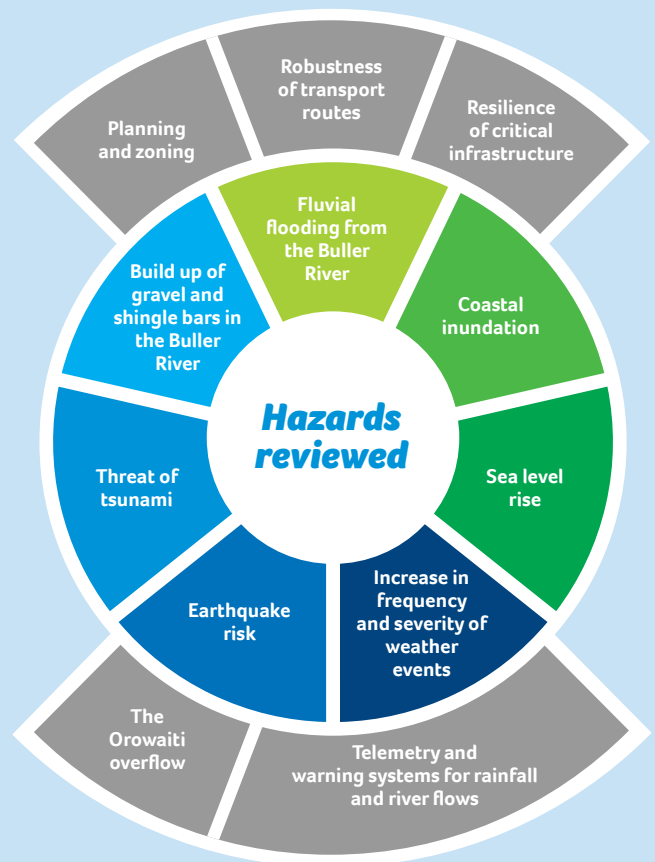 Robustness
of transport
routes
Planning
and zoning
Resilience
of critical
infrastructure
Fluvial
flooding from
the Buller
River
Build up of
gravel and
shingle bars in
the Buller
River
Coastal
inundation
Hazards
reviewed
Threat of
tsunami
Sea level
rise
Earthquake
risk
Increase in
frequency
and severity of
weather
events
The
Orowaiti
overflow
Telemetry and
warning systems for rainfall
and river flows